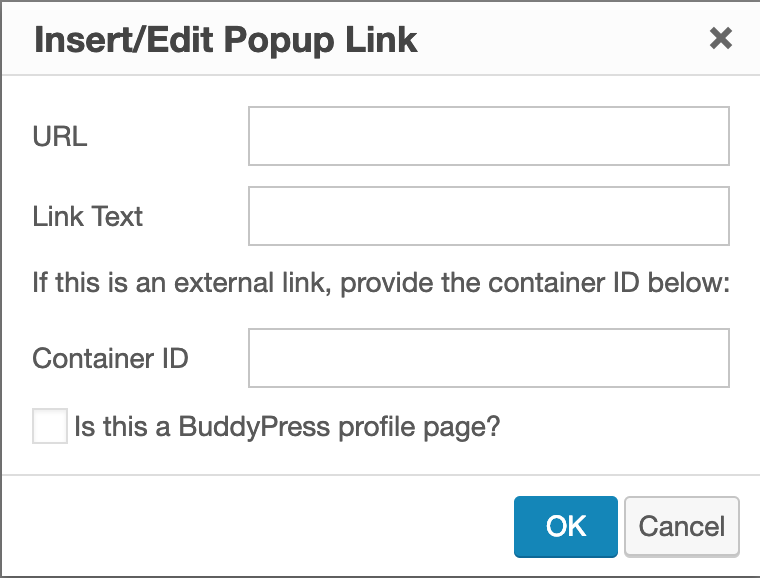 Insert/Edit Popup Link
URL
Link Text
If this is an external link, provide the container ID below:
Container ID
Is this a BuddyPress profile page?
OK Cancel